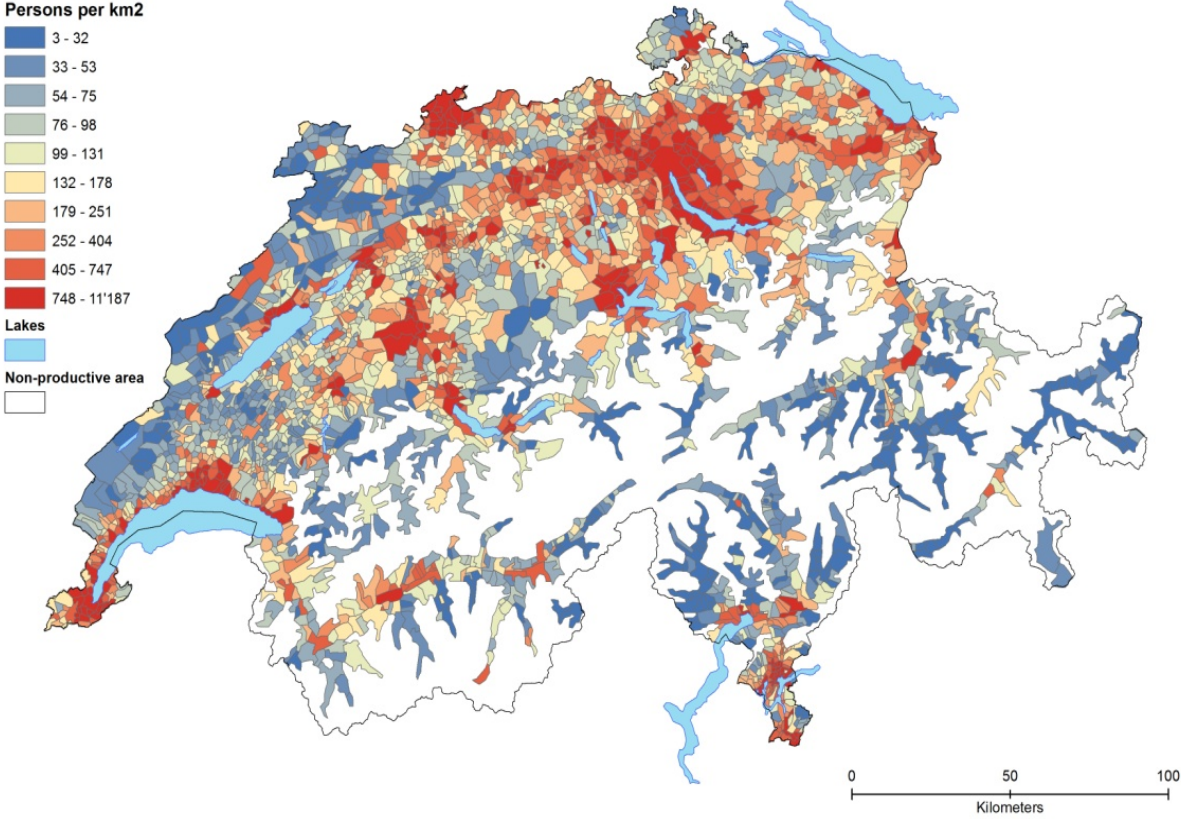 Persons per km2
3 - 32
33 - 53
54 - 75
76 - 98
99 - 131
132 - 178
179 - 251
252 - 404
405 - 747
748 - 11'187
Lakes
Non-productive area
0 50 100
Kilometers